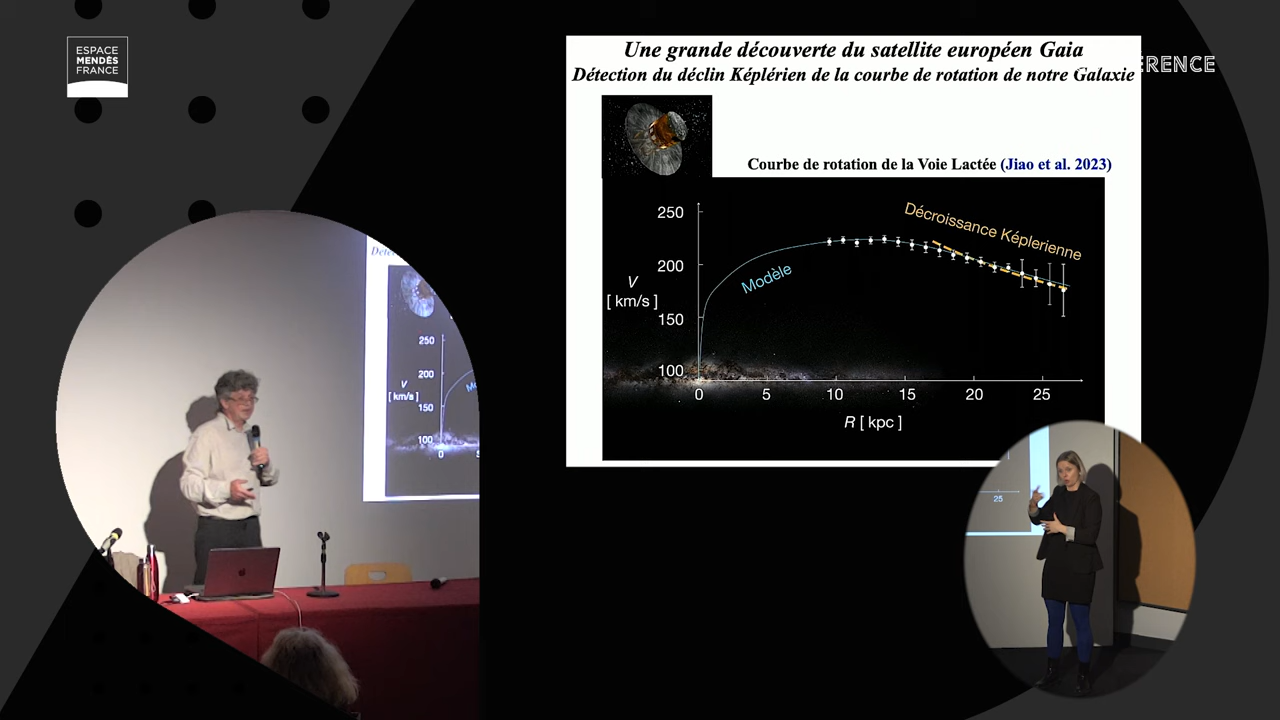 ESPACE
MENDÈS
FRANCE
Une grande découverte du satellite européen Gaia
Détection du déclin Képlérien de la courbe de rotation de notre Galaxie
ERENCE
Courbe de rotation de la Voie Lactée (Jiao et al. 2023)
250
200
150
100
V
[ km/s ]
Modèle
Décroissance Képlerienne
0
5
10
15
20
25
R [ kpc ]
250
200
150
100
V
[ km/s ]
0
25